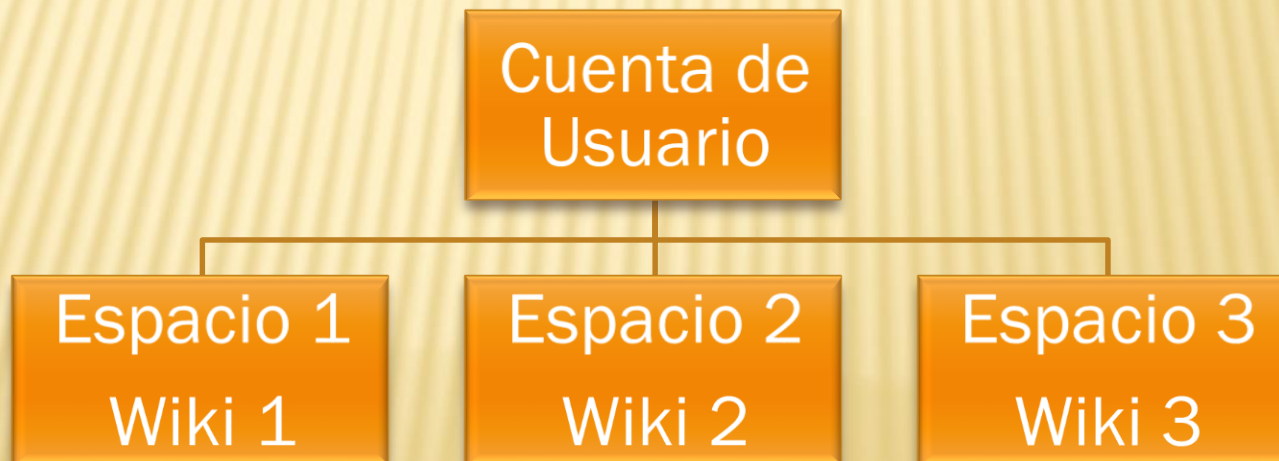 Cuenta de
Usuario
Espacio 1
Wiki 1
Espacio 2
Wiki 2
Espacio 3
Wiki 3